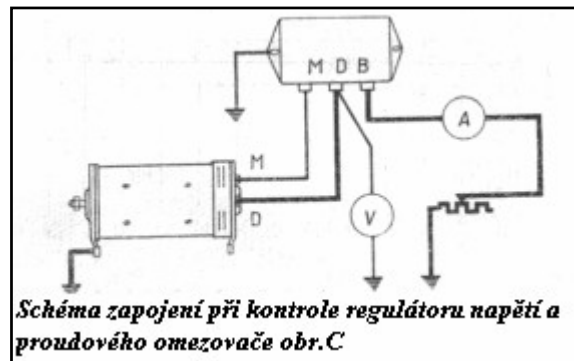 M D B
A
M
V
D
Schéma zapojení při kontrole regulátoru napětí a
proudového omezovače obr.C